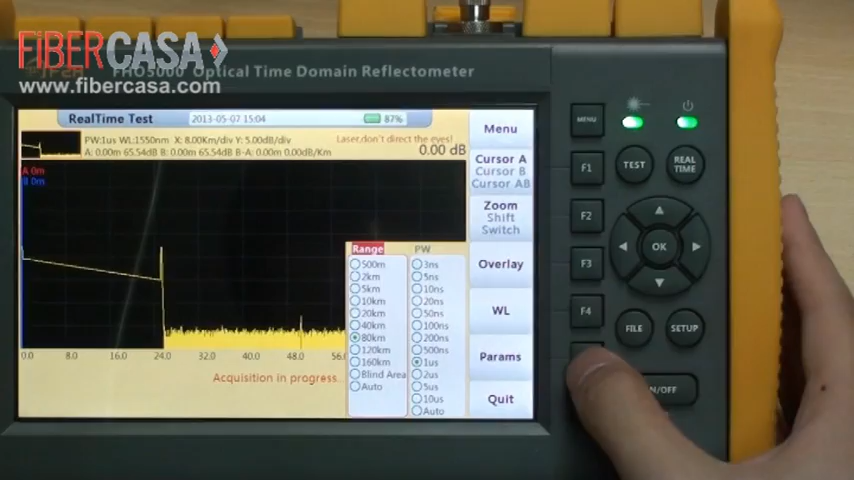 FIBERCASA
www.fibercasa.com
FHO5000 Optical Time Domain Reflectometer
RealTime Test
2013-05-07 15:04
87%
PW:1us WL:1550nm X: 8.00Km/div Y: 5.00dB/div
Laser,don't direct the eyes!
A: 0.00m 65.54dB B: 0.00m 65.54dB B-A: 0.00m 0.00dB/Km
0.00 dB
A 0m
B 0m
Menu
Cursor A
Cursor B
Cursor AB
Zoom
Shift
Switch
Overlay
WL
Params
Quit
Range
500m
2km
5km
10km
20km
40km
80km
120km
160km
Blind Area
Auto
PW
3ns
5ns
10ns
20ns
50ns
100ns
200ns
500ns
1us
2us
5us
10us
Auto
0.0 8.0 16.0 24.0 32.0 40.0 48.0 56.
Acquisition in progress..
MENU
F1
F2
F3
F4
TEST
REAL TIME
OK
FILE
SETUP
N/OFF